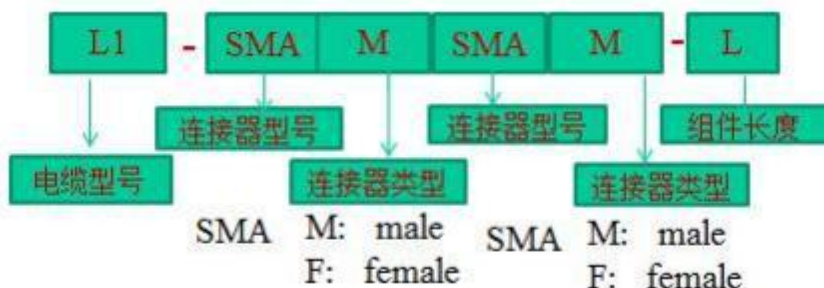 L1 - SMA M SMA M - L
连接器型号 连接器型号 组件长度
电缆型号 连接器类型 连接器类型
SMA M: male SMA M: male
F: female F: female